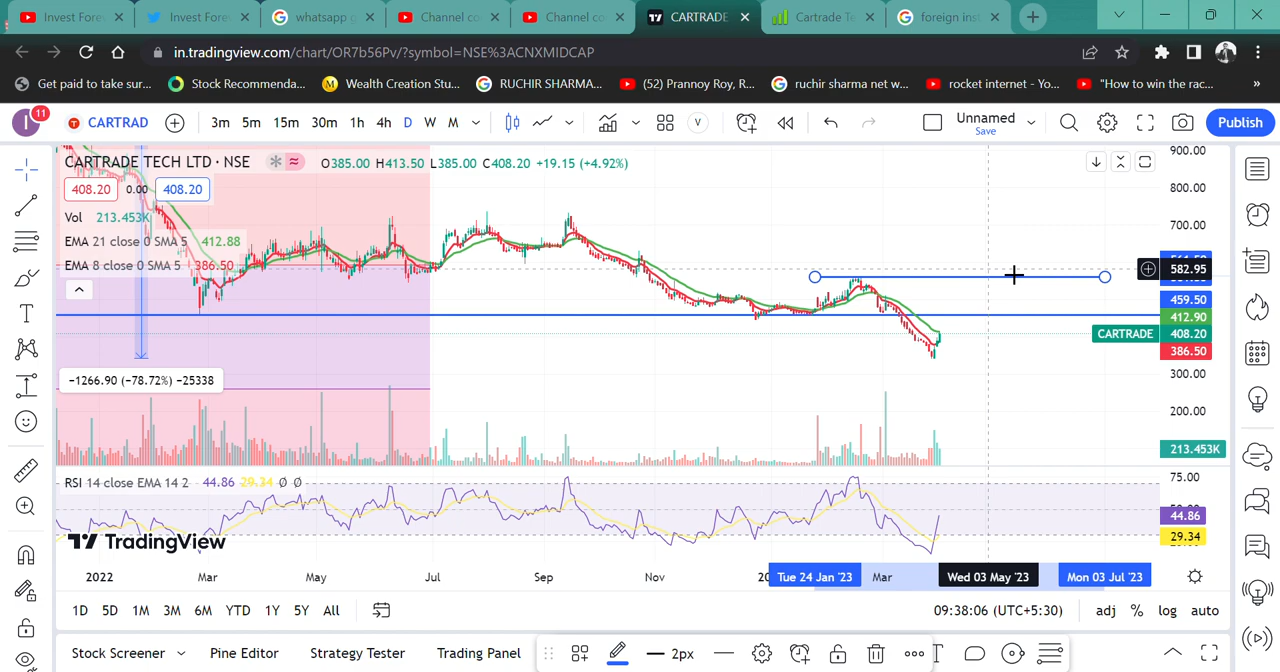 Invest Fore
Invest Fore
whatsapp g
Channel co
Channel co
CARTRADE
Cartrade Te
foreign inst
in.tradingview.com/chart/OR7b56Pv/?symbol=NSE%3ACNXMIDCAP
Get paid to take sur...
Stock Recommenda...
Wealth Creation Stu...
RUCHIR SHARMA...
(52) Prannoy Roy, R...
ruchir sharma net w...
rocket internet - Yo...
"How to win the rac...
»
I
11
CARTRAD
3m 5m 15m 30m 1h 4h D W M
V
Unnamed
Save
Publish
CARTRADE TECH LTD · NSE
O385.00 H413.50 L385.00 C408.20 +19.15 (+4.92%)
408.20 0.00 408.20
Vol 213.453K
EMA 21 close 0 SMA 5 412.88
EMA 8 close 0 SMA 5 386.50
−1266.90 (−78.72%) −25338
900.00
800.00
700.00
582.95
459.50
412.90
CARTRADE 408.20
386.50
300.00
200.00
213.453K
RSI 14 close EMA 14 2 44.86 29.34 Ø Ø
75.00
44.86
29.34
TradingView
2022 Mar May Jul Sep Nov Tue 24 Jan '23 Mar Wed 03 May '23 Mon 03 Jul '23
1D 5D 1M 3M 6M YTD 1Y 5Y All
09:38:06 (UTC+5:30)
adj % log auto
Stock Screener
Pine Editor
Strategy Tester
Trading Panel
2px